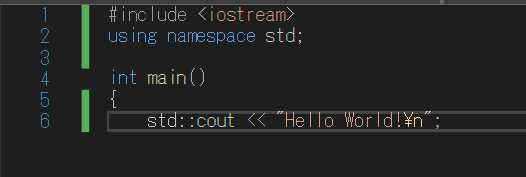 1 #include <iostream>
2 using namespace std;
3
4 int main()
5 {
6 std::cout << "Hello World!¥n";